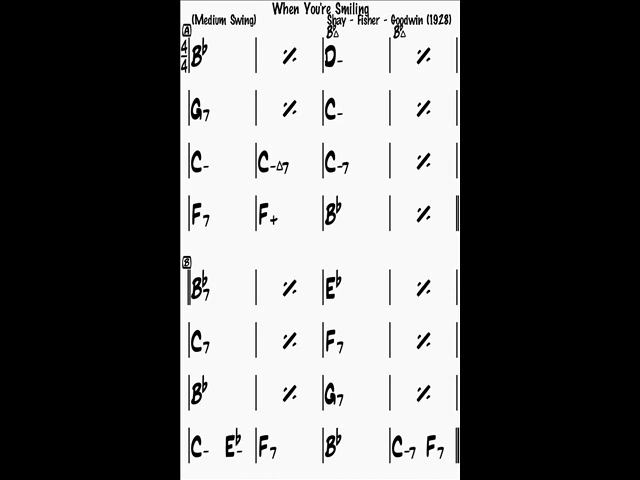 When You're Smiling
(Medium Swing) Shay - Fisher - Goodwin (1928)
A B♭△ B♭△
4/4 B♭ | 𝄎 | D- | 𝄎
G7 | 𝄎 | C- | 𝄎
C- | C-△7 | C-7 | 𝄎
F7 | F+ | B♭ | 𝄎
B
B♭7 | 𝄎 | E♭ | 𝄎
C7 | 𝄎 | F7 | 𝄎
B♭ | 𝄎 | G7 | 𝄎
C- E♭- | F7 | B♭ | C-7 F7